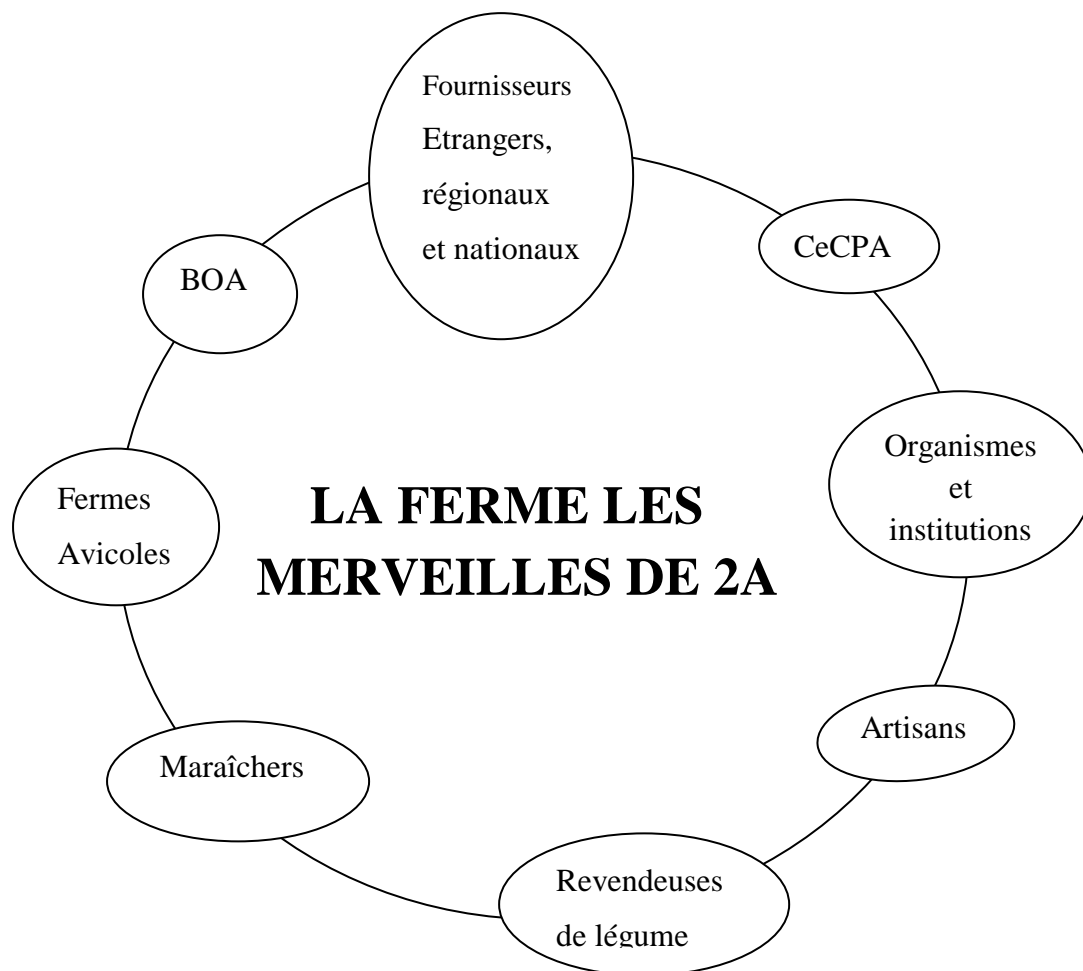 Fournisseurs
Etrangers,
régionaux
et nationaux
CeCPA
BOA
Organismes
et
institutions
Fermes
Avicoles
LA FERME LES
MERVEILLES DE 2A
Artisans
Maraîchers
Revendeuses
de légume